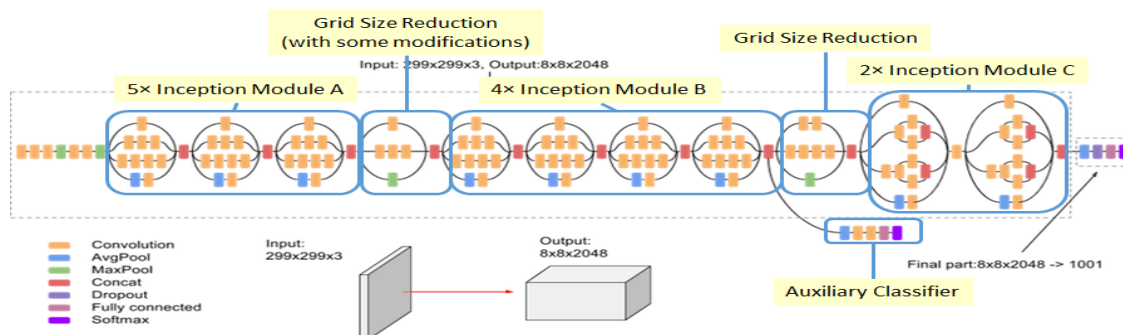 Grid Size Reduction
(with some modifications)
Grid Size Reduction
Input: 299x299x3, Output:8x8x2048
5× Inception Module A
4× Inception Module B
2× Inception Module C
Convolution
AvgPool
MaxPool
Concat
Dropout
Fully connected
Softmax
Input:
299x299x3
Output:
8x8x2048
Final part:8x8x2048 -> 1001
Auxiliary Classifier